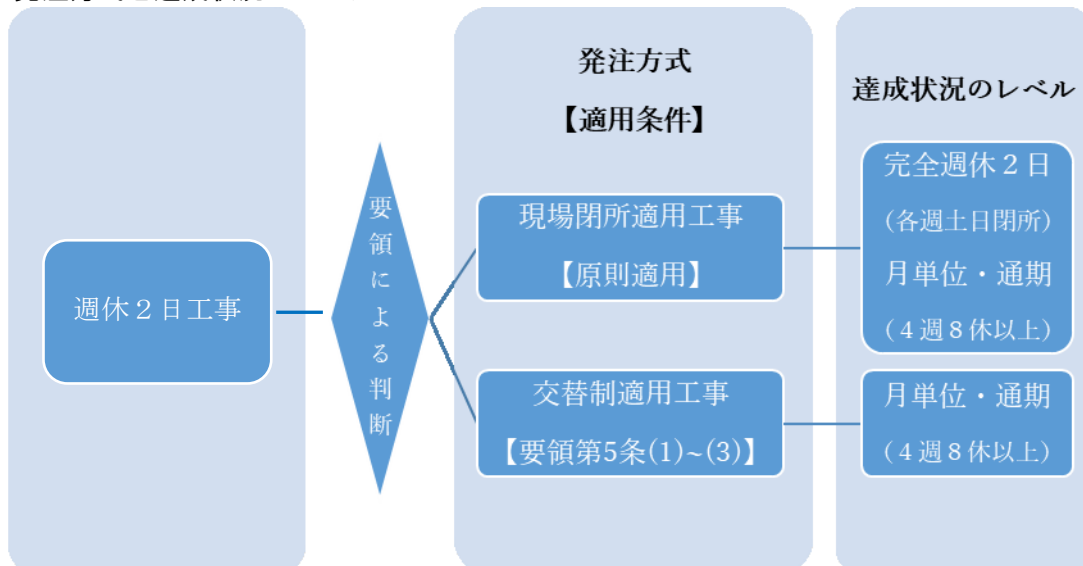 発注方式
【適用条件】
達成状況のレベル
週休２日工事
要領による判断
現場閉所適用工事
【原則適用】
完全週休２日
(各週土日閉所)
月単位・通期
(４週８休以上)
交替制適用工事
【要領第5条(1)~(3)】
月単位・通期
(４週８休以上)